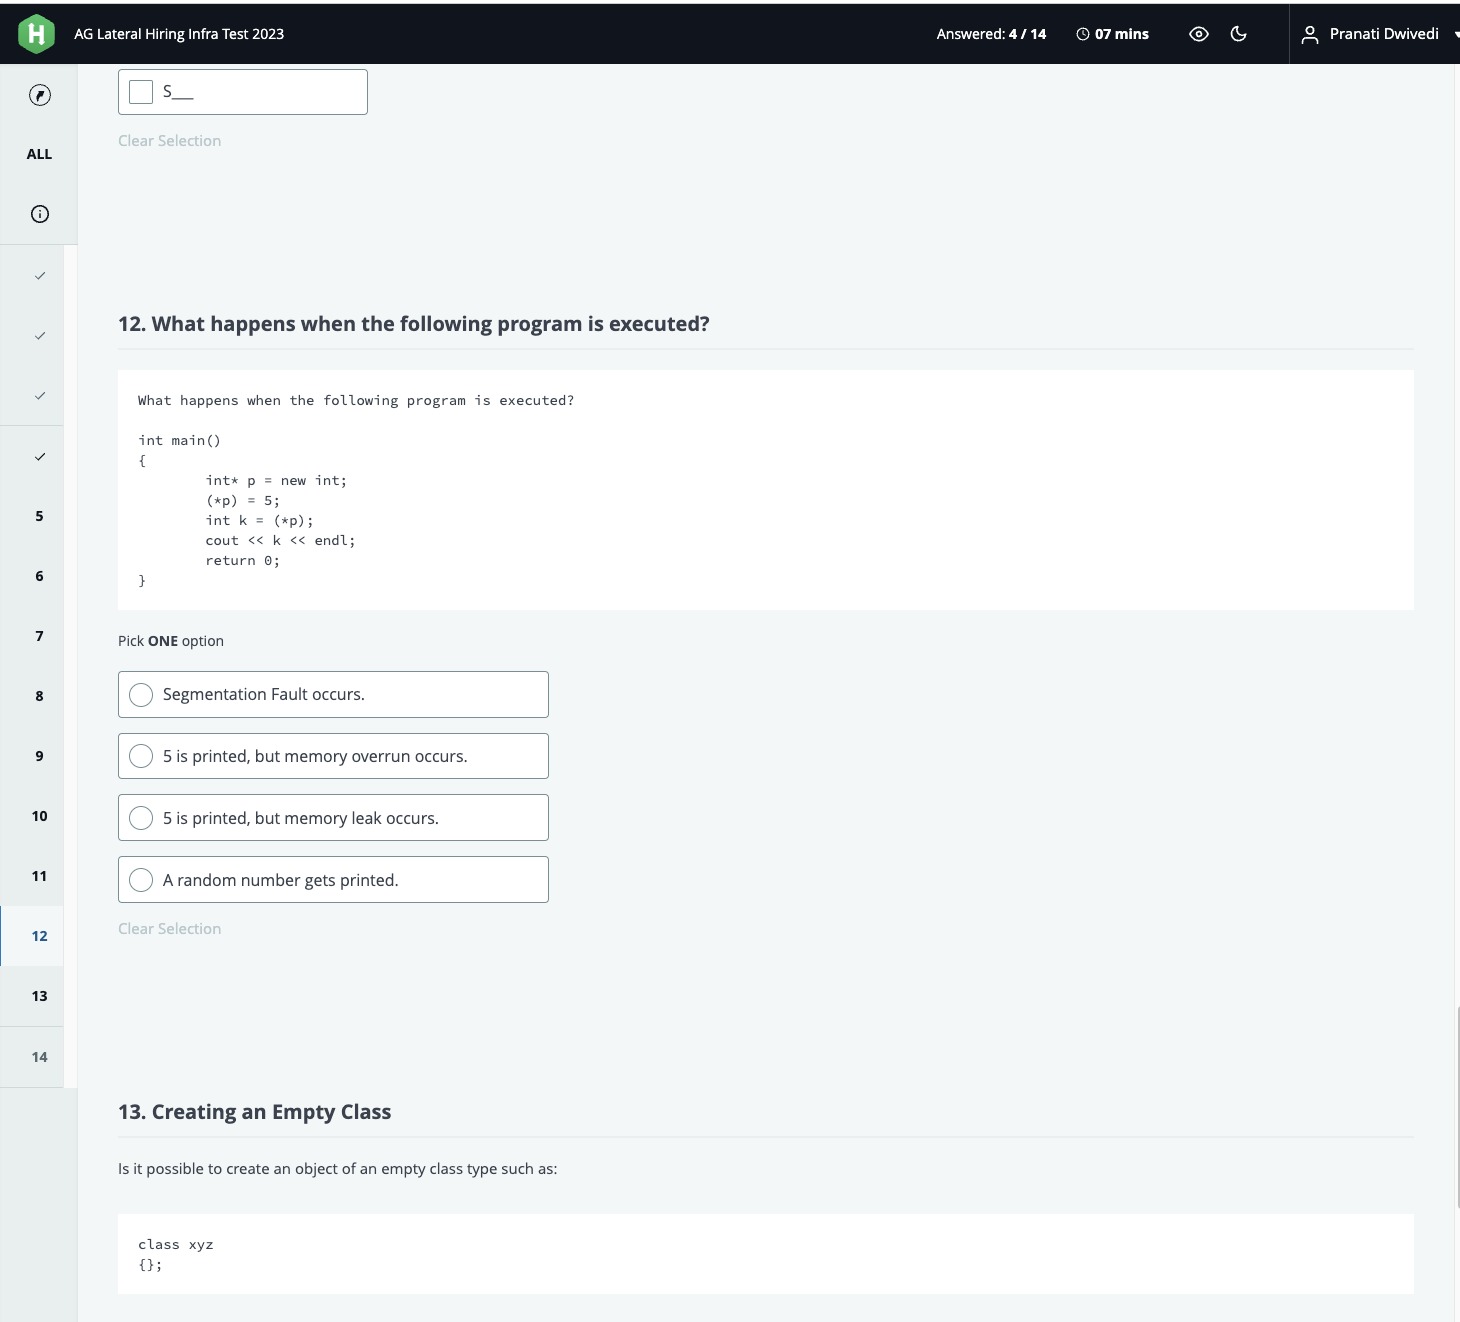 H AG Lateral Hiring Infra Test 2023 Answered: 4 / 14 07 mins Pranati Dwivedi
S___
Clear Selection
ALL
12. What happens when the following program is executed?
What happens when the following program is executed?
int main()
{
int* p = new int;
(*p) = 5;
int k = (*p);
cout << k << endl;
return 0;
}
Pick ONE option
Segmentation Fault occurs.
5 is printed, but memory overrun occurs.
5 is printed, but memory leak occurs.
A random number gets printed.
Clear Selection
5
6
7
8
9
10
11
12
13
14
13. Creating an Empty Class
Is it possible to create an object of an empty class type such as:
class xyz
{};